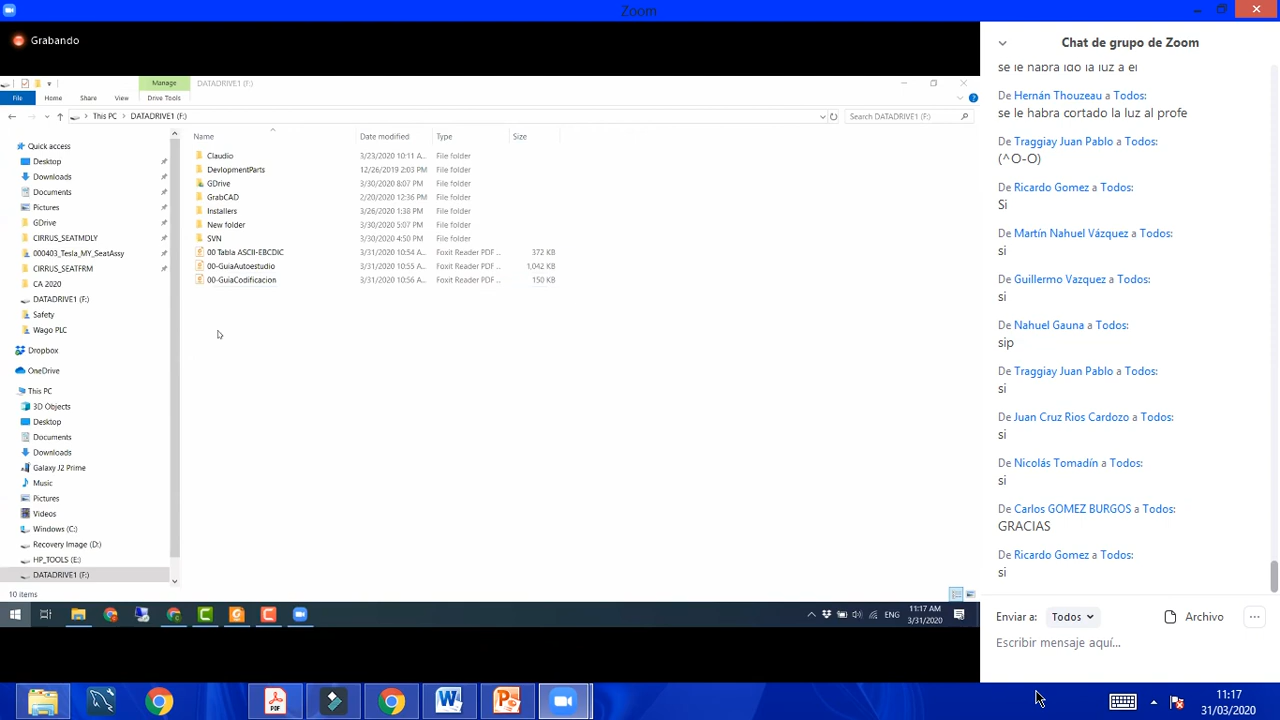 Zoom
Grabando
Manage
DATADRIVE1 (F:)
File
Home
Share
View
Drive Tools
This PC
DATADRIVE1 (F:)
Search DATADRIVE1 (F:)
Name
Date modified
Type
Size
Quick access
Desktop
Downloads
Documents
Pictures
GDrive
CIRRUS_SEATMDLY
000403_Tesla_MY_SeatAssy
CIRRUS_SEATFRM
CA 2020
DATADRIVE1 (F:)
Safety
Wago PLC
Dropbox
OneDrive
This PC
3D Objects
Desktop
Documents
Downloads
Galaxy J2 Prime
Music
Pictures
Videos
Windows (C:)
Recovery Image (D:)
HP_TOOLS (E:)
DATADRIVE1 (F:)
Claudio 3/23/2020 10:11 A... File folder
DevlopmentParts 12/26/2019 2:03 PM File folder
GDrive 3/30/2020 8:07 PM File folder
GrabCAD 2/20/2020 12:36 PM File folder
Installers 3/26/2020 1:38 PM File folder
New folder 3/30/2020 5:07 PM File folder
SVN 3/30/2020 4:50 PM File folder
00 Tabla ASCII-EBCDIC 3/31/2020 10:54 A... Foxit Reader PDF ... 372 KB
00-GuiaAutoestudio 3/31/2020 10:55 A... Foxit Reader PDF ... 1,042 KB
00-GuiaCodificacion 3/31/2020 10:56 A... Foxit Reader PDF ... 150 KB
10 items
ENG
11:17 AM
3/31/2020
Chat de grupo de Zoom
se le habra ido la luz a el
De Hernán Thouzeau a Todos:
se le habra cortado la luz al profe
De Traggiay Juan Pablo a Todos:
(^O-O)
De Ricardo Gomez a Todos:
Si
De Martín Nahuel Vázquez a Todos:
si
De Guillermo Vazquez a Todos:
si
De Nahuel Gauna a Todos:
sip
De Traggiay Juan Pablo a Todos:
si
De Juan Cruz Rios Cardozo a Todos:
si
De Nicolás Tomadín a Todos:
si
De Carlos GOMEZ BURGOS a Todos:
GRACIAS
De Ricardo Gomez a Todos:
si
Enviar a:
Todos
Archivo
Escribir mensaje aquí...
PDF
11:17
31/03/2020